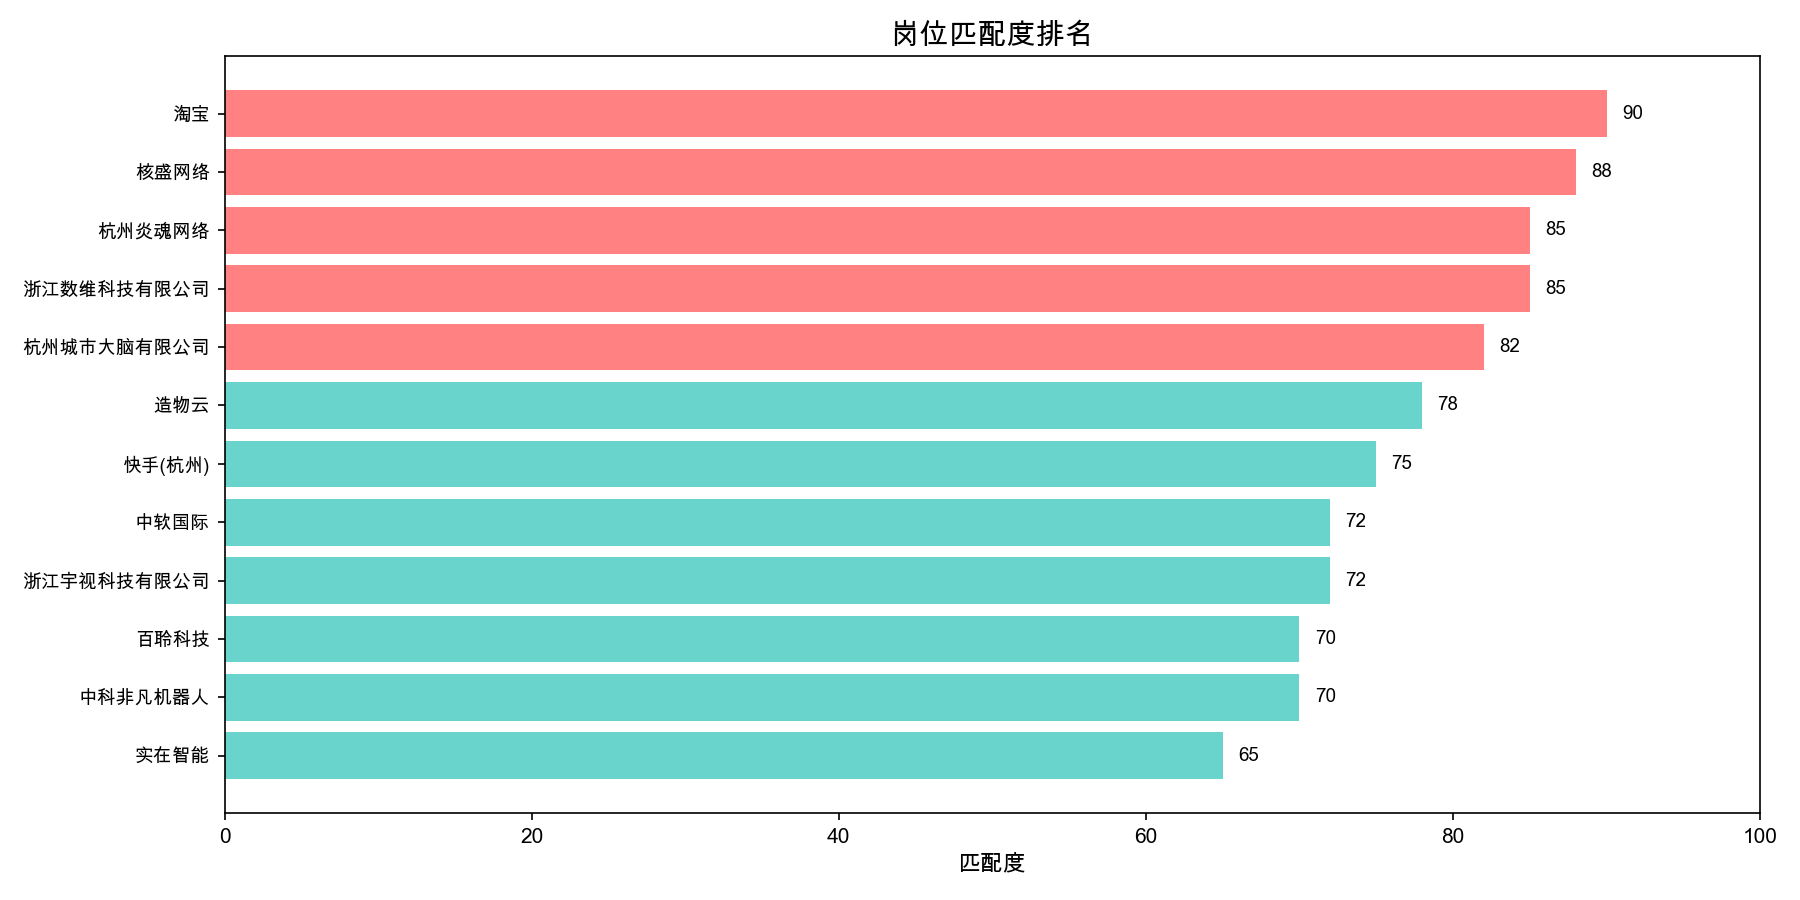 岗位匹配度排名
淘宝 90
核盛网络 88
杭州炎魂网络 85
浙江数维科技有限公司 85
杭州城市大脑有限公司 82
造物云 78
快手(杭州) 75
中软国际 72
浙江宇视科技有限公司 72
百聆科技 70
中科非凡机器人 70
实在智能 65
0 20 40 60 80 100
匹配度